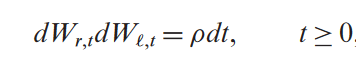 dW_{r,t}dW_{ℓ,t} = ρdt, t ≥ 0.